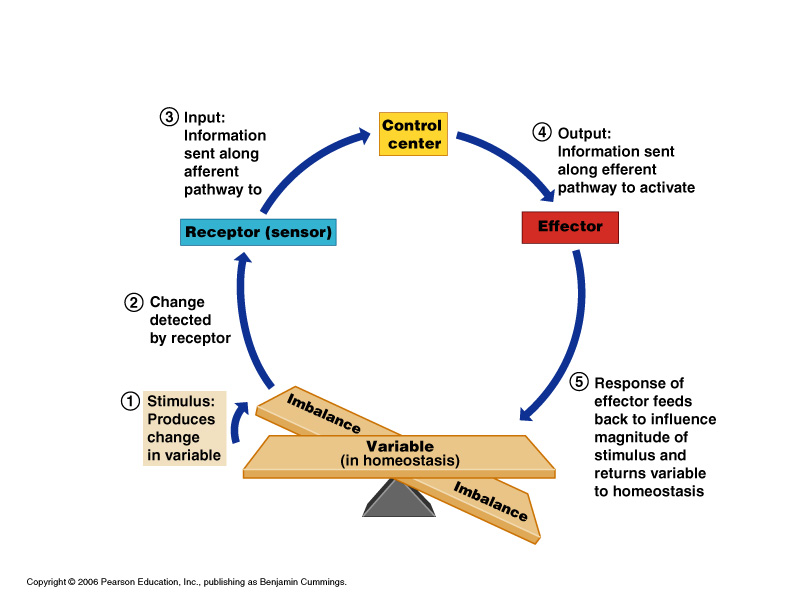 ③ Input:
Information
sent along
afferent
pathway to
Control
center
④ Output:
Information sent
along efferent
pathway to activate
Receptor (sensor)
Effector
② Change
detected
by receptor
① Stimulus:
Produces
change
in variable
Imbalance
Variable
(in homeostasis)
Imbalance
⑤ Response of
effector feeds
back to influence
magnitude of
stimulus and
returns variable
to homeostasis
Copyright © 2006 Pearson Education, Inc., publishing as Benjamin Cummings.